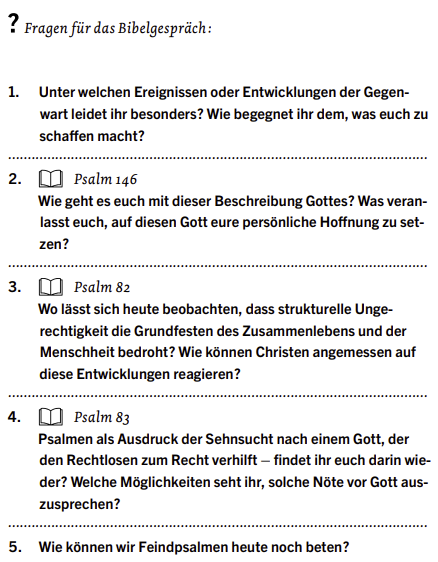 ? Fragen für das Bibelgespräch:
1. Unter welchen Ereignissen oder Entwicklungen der Gegen-
wart leidet ihr besonders? Wie begegnet ihr dem, was euch zu
schaffen macht?
2. Psalm 146
Wie geht es euch mit dieser Beschreibung Gottes? Was veran-
lasst euch, auf diesen Gott eure persönliche Hoffnung zu set-
zen?
3. Psalm 82
Wo lässt sich heute beobachten, dass strukturelle Unge-
rechtigkeit die Grundfesten des Zusammenlebens und der
Menschheit bedroht? Wie können Christen angemessen auf
diese Entwicklungen reagieren?
4. Psalm 83
Psalmen als Ausdruck der Sehnsucht nach einem Gott, der
den Rechtlosen zum Recht verhilft – findet ihr euch darin wie-
der? Welche Möglichkeiten seht ihr, solche Nöte vor Gott aus-
zusprechen?
5. Wie können wir Feindpsalmen heute noch beten?